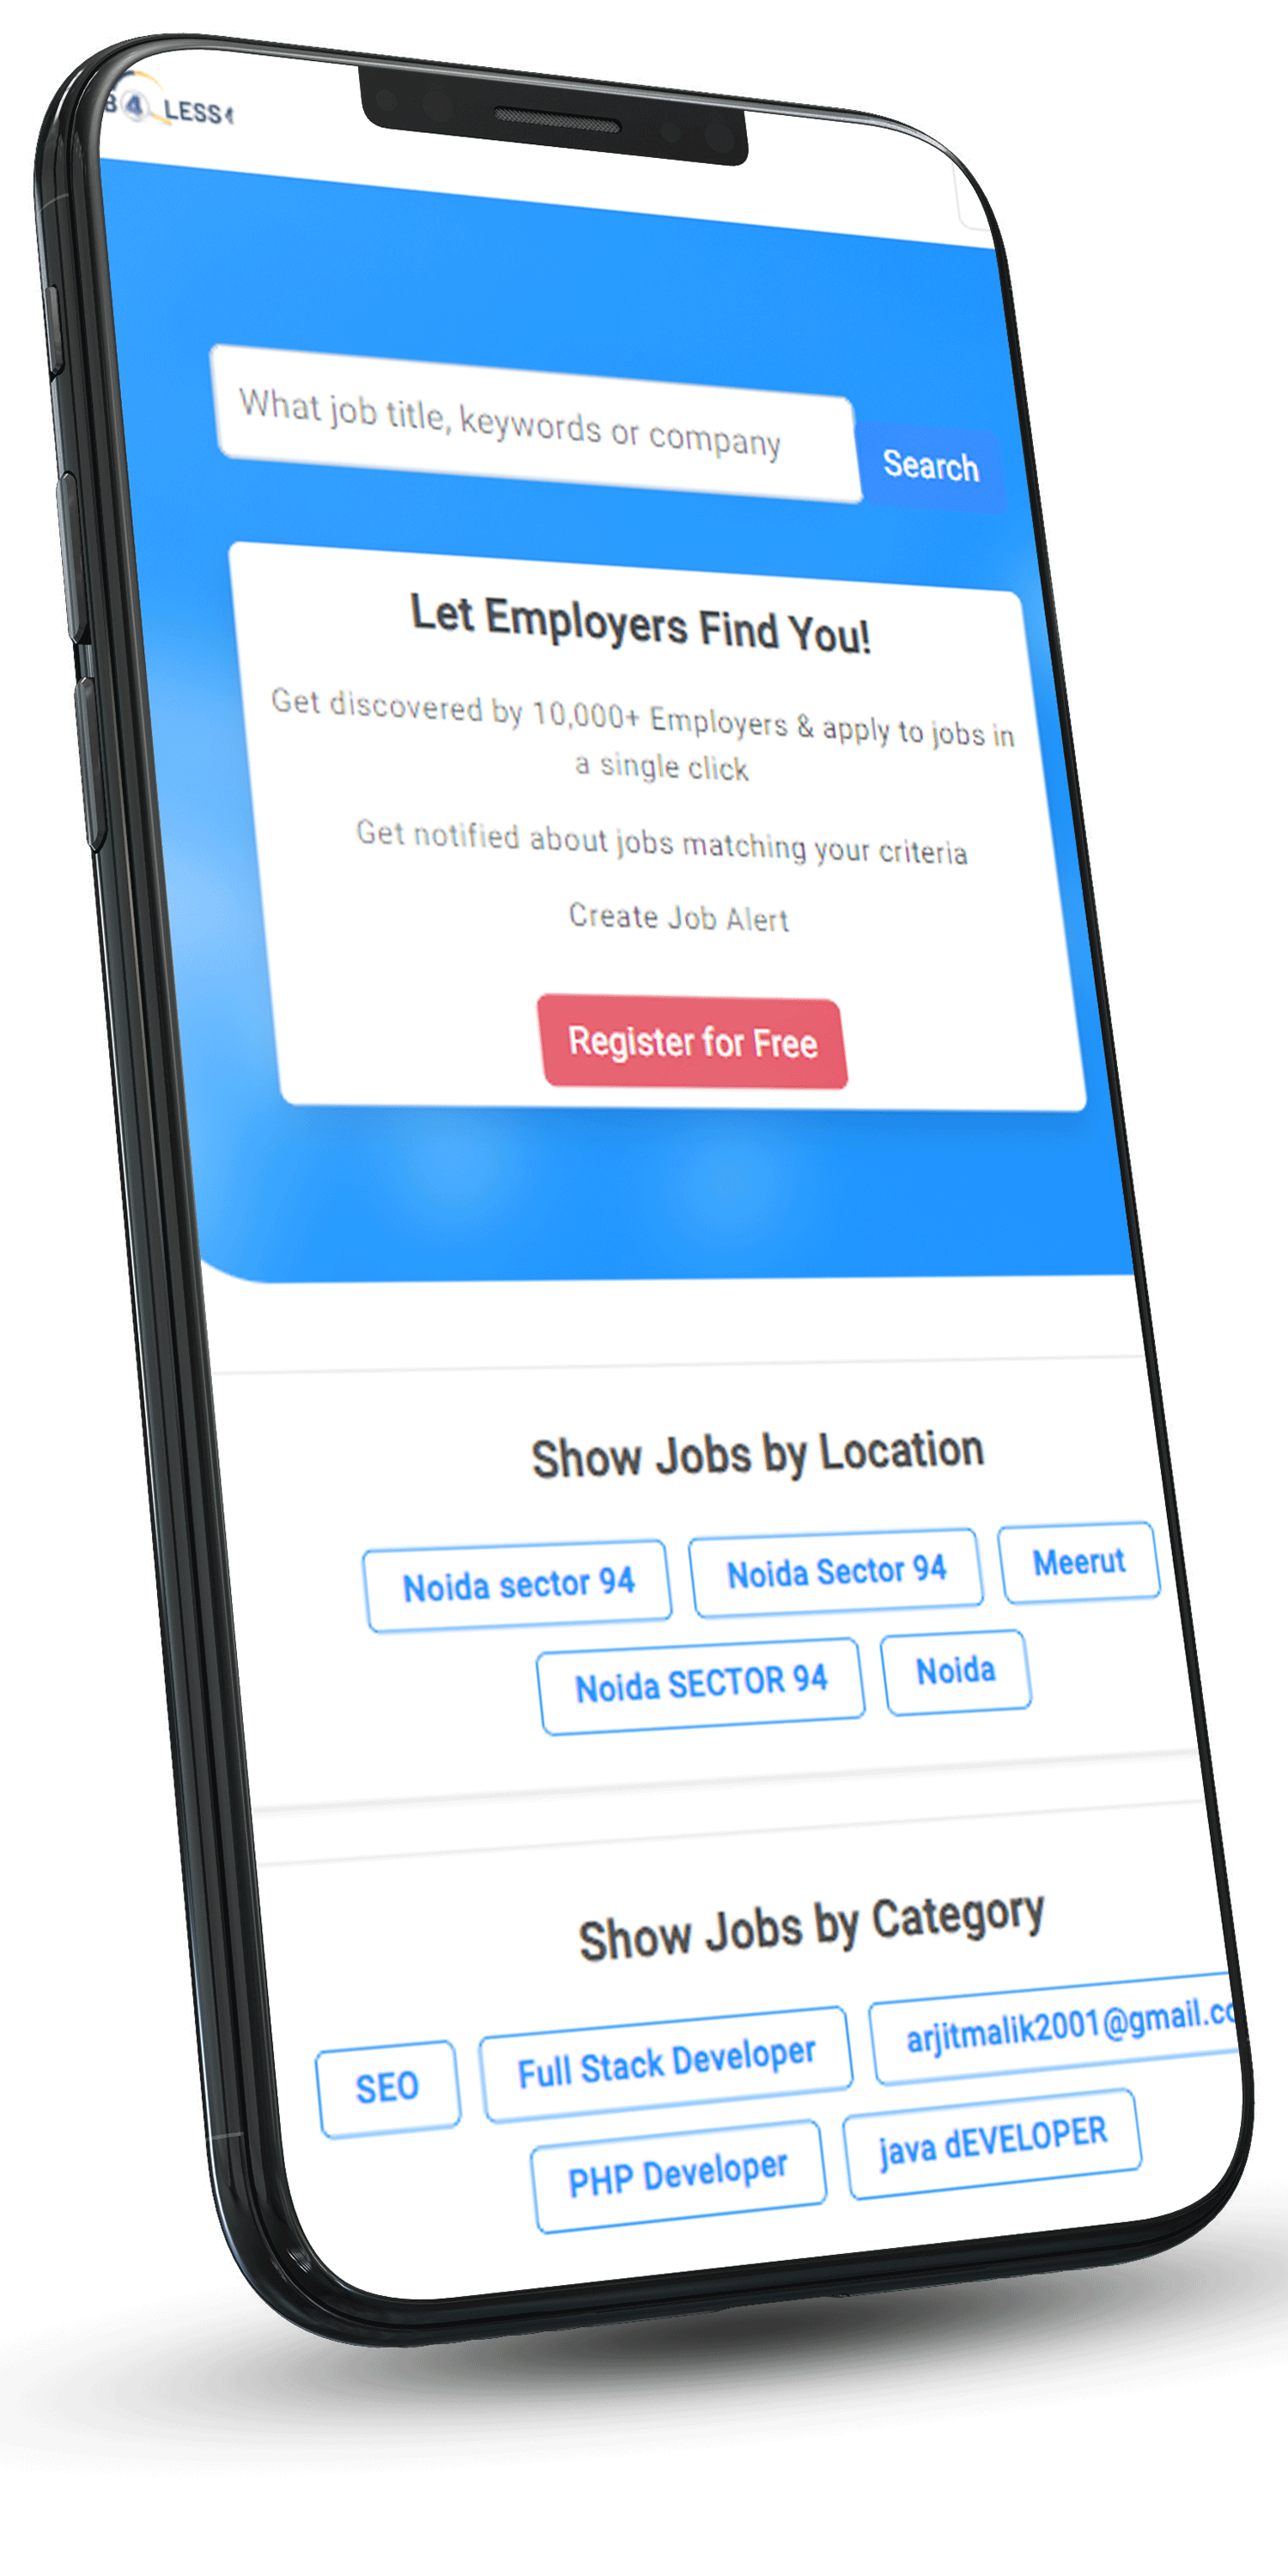 B 4 LESS
What job title, keywords or company
Search
Let Employers Find You!
Get discovered by 10,000+ Employers & apply to jobs in
a single click
Get notified about jobs matching your criteria
Create Job Alert
Register for Free
Show Jobs by Location
Noida sector 94 Noida Sector 94 Meerut
Noida SECTOR 94 Noida
Show Jobs by Category
SEO Full Stack Developer arjitmalik2001@gmail.co
PHP Developer java dEVELOPER